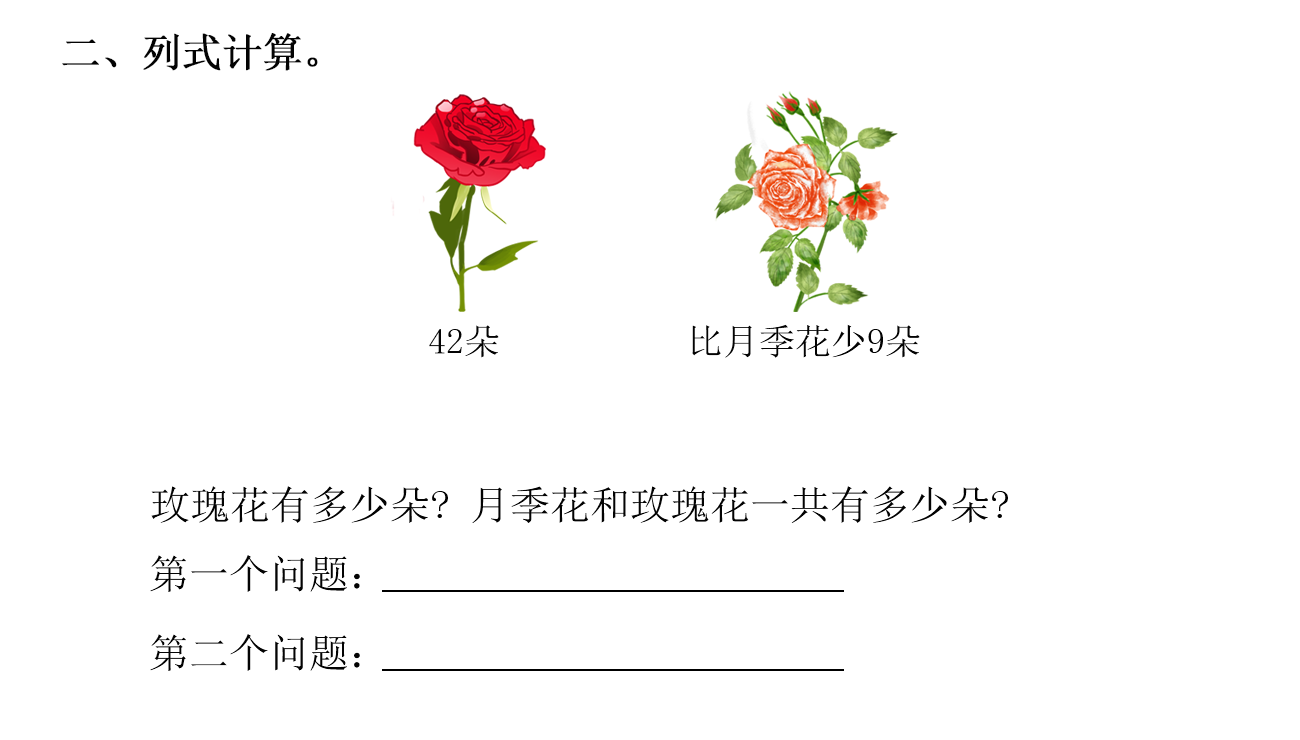 二、列式计算。
42朵
比月季花少9朵
玫瑰花有多少朵? 月季花和玫瑰花一共有多少朵?
第一个问题：
第二个问题：